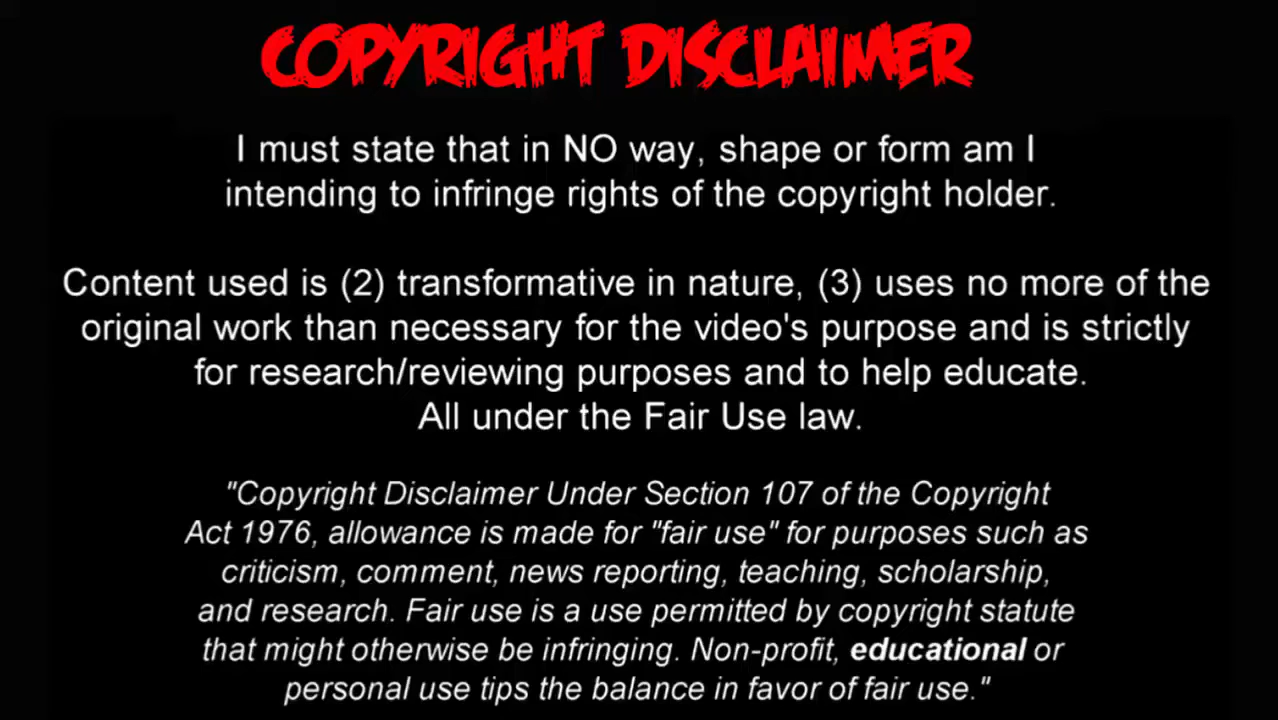 COPYRIGHT DISCLAIMER
I must state that in NO way, shape or form am I
intending to infringe rights of the copyright holder.
Content used is (2) transformative in nature, (3) uses no more of the
original work than necessary for the video's purpose and is strictly
for research/reviewing purposes and to help educate.
All under the Fair Use law.
"Copyright Disclaimer Under Section 107 of the Copyright
Act 1976, allowance is made for "fair use" for purposes such as
criticism, comment, news reporting, teaching, scholarship,
and research. Fair use is a use permitted by copyright statute
that might otherwise be infringing. Non-profit, educational or
personal use tips the balance in favor of fair use."